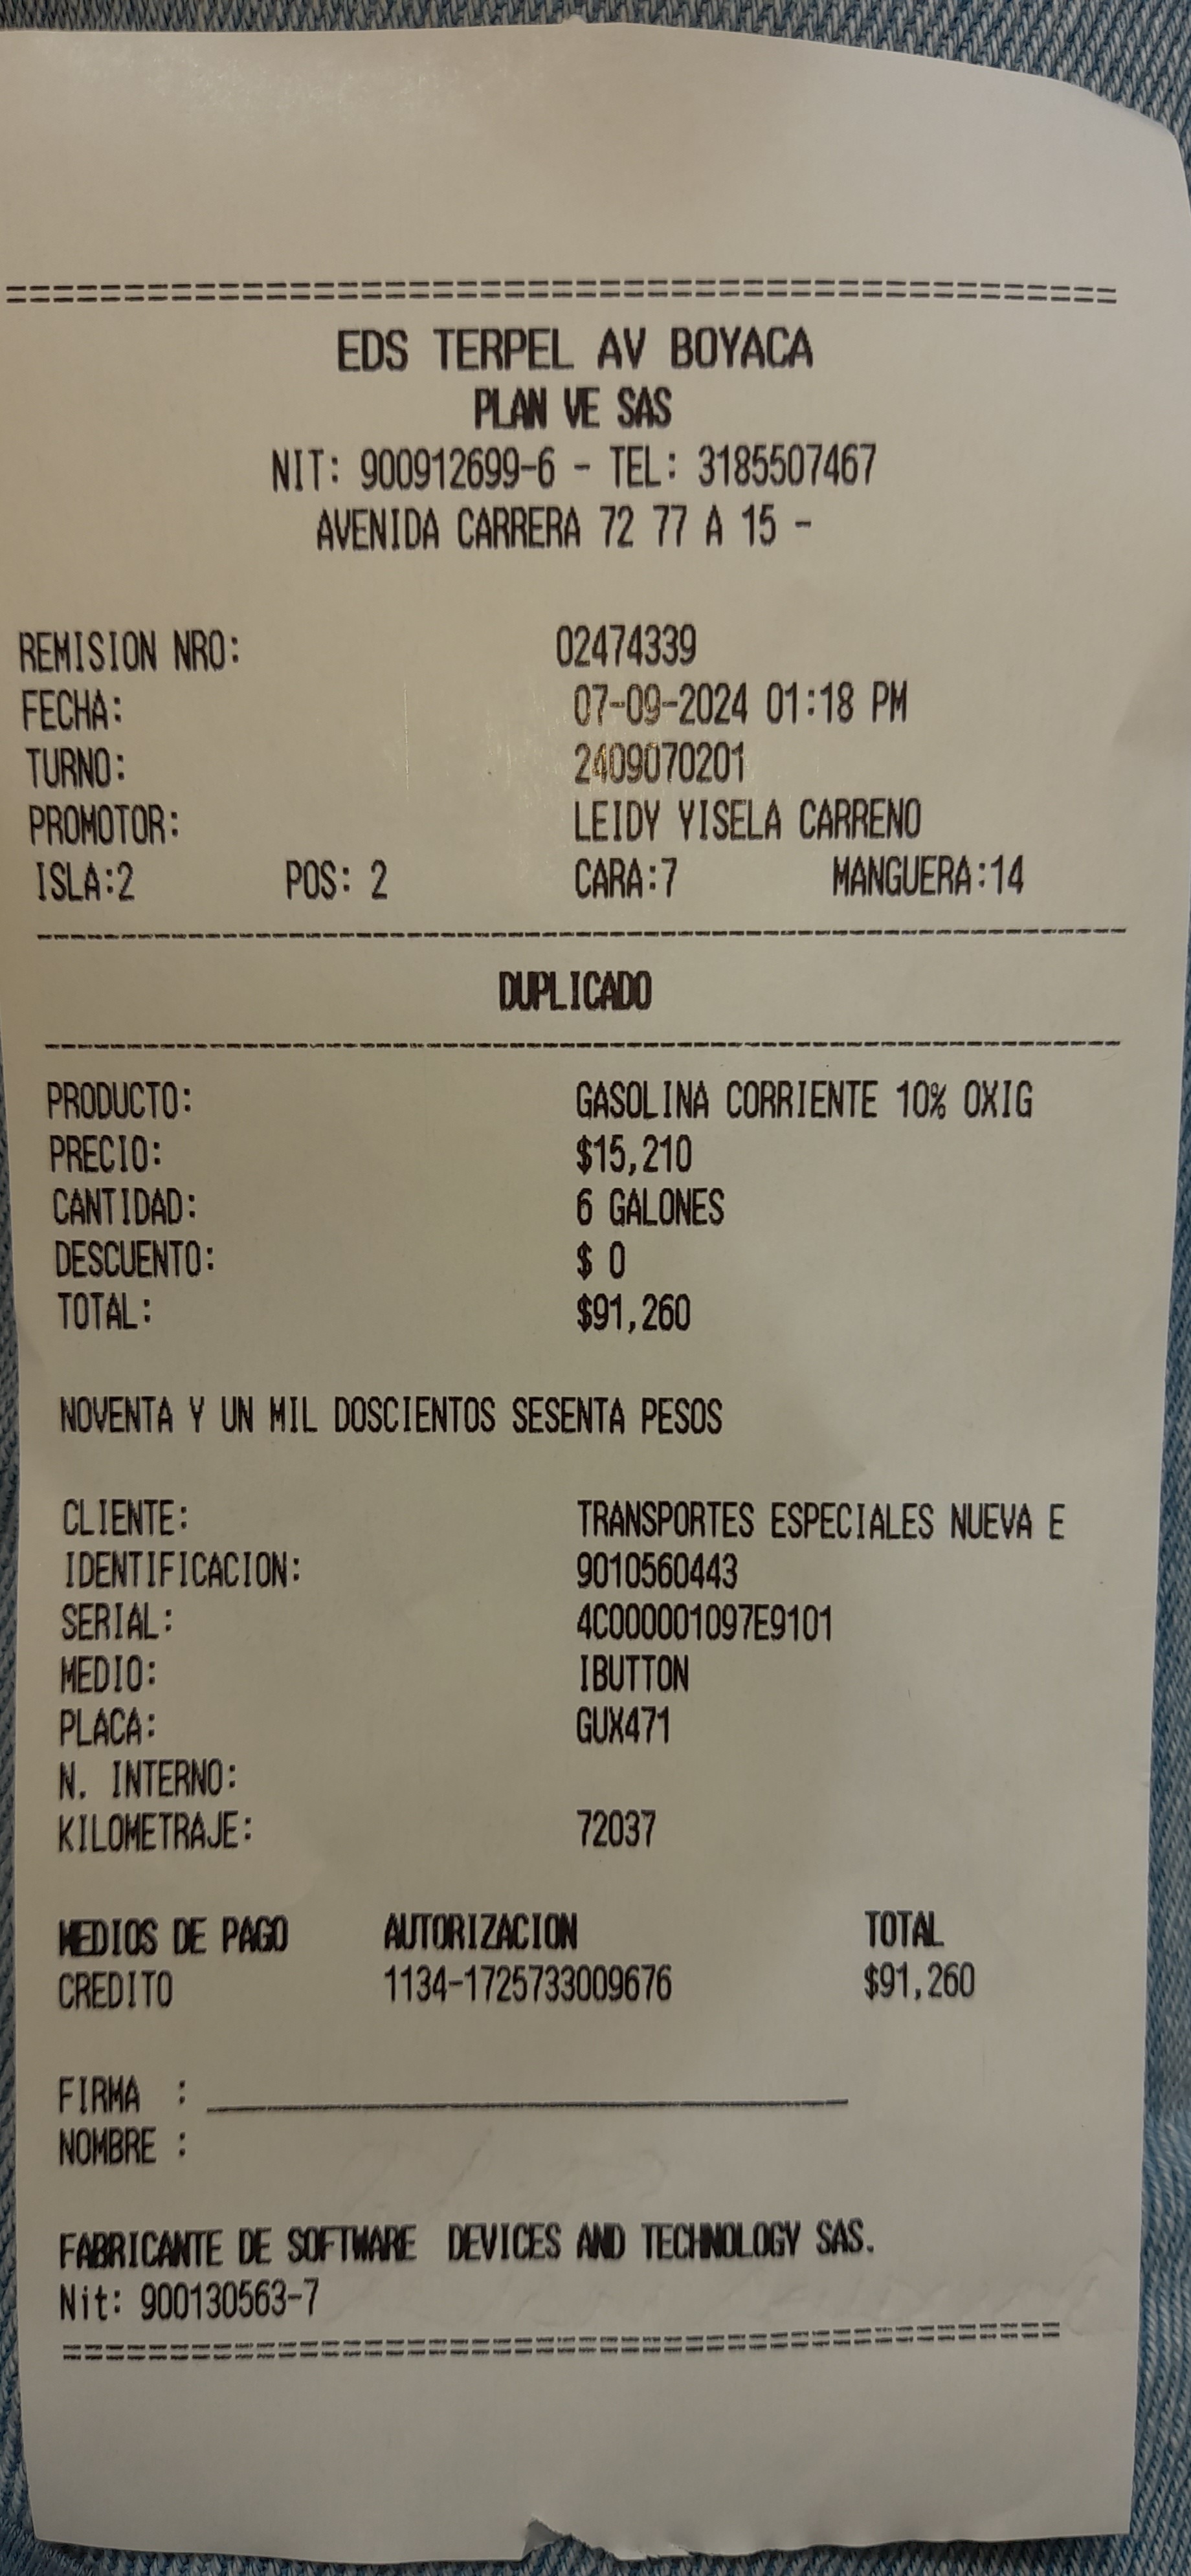 ================================================
EDS TERPEL AV BOYACA
PLAN VE SAS
NIT: 900912699-6 - TEL: 3185507467
AVENIDA CARRERA 72 77 A 15 -
REMISION NRO: 02474339
FECHA: 07-09-2024 01:18 PM
TURNO: 2409070201
PROMOTOR: LEIDY YISELA CARRENO
ISLA:2 POS: 2 CARA:7 MANGUERA:14
------------------------------------------------
DUPLICADO
------------------------------------------------
PRODUCTO: GASOLINA CORRIENTE 10% OXIG
PRECIO: $15,210
CANTIDAD: 6 GALONES
DESCUENTO: $ 0
TOTAL: $91,260
NOVENTA Y UN MIL DOSCIENTOS SESENTA PESOS
CLIENTE: TRANSPORTES ESPECIALES NUEVA E
IDENTIFICACION: 9010560443
SERIAL: 4C000001097E9101
MEDIO: IBUTTON
PLACA: GUX471
N. INTERNO:
KILOMETRAJE: 72037
MEDIOS DE PAGO AUTORIZACION TOTAL
CREDITO 1134-1725733009676 $91,260
FIRMA : ________________________________
NOMBRE :
FABRICANTE DE SOFTWARE DEVICES AND TECHNOLOGY SAS.
Nit: 900130563-7
================================================